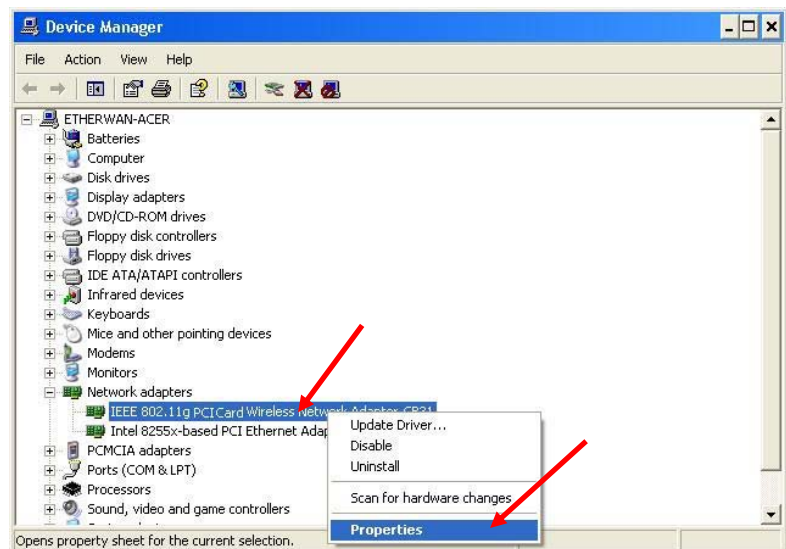 Device Manager
File Action View Help
ETHERWAN-ACER
Batteries
Computer
Disk drives
Display adapters
DVD/CD-ROM drives
Floppy disk controllers
Floppy disk drives
IDE ATA/ATAPI controllers
Infrared devices
Keyboards
Mice and other pointing devices
Modems
Monitors
Network adapters
IEEE 802.11g PCI Card Wireless Network Adapter CB31
Intel 8255x-based PCI Ethernet Adap
PCMCIA adapters
Ports (COM & LPT)
Processors
Sound, video and game controllers
Update Driver...
Disable
Uninstall
Scan for hardware changes
Properties
Opens property sheet for the current selection.